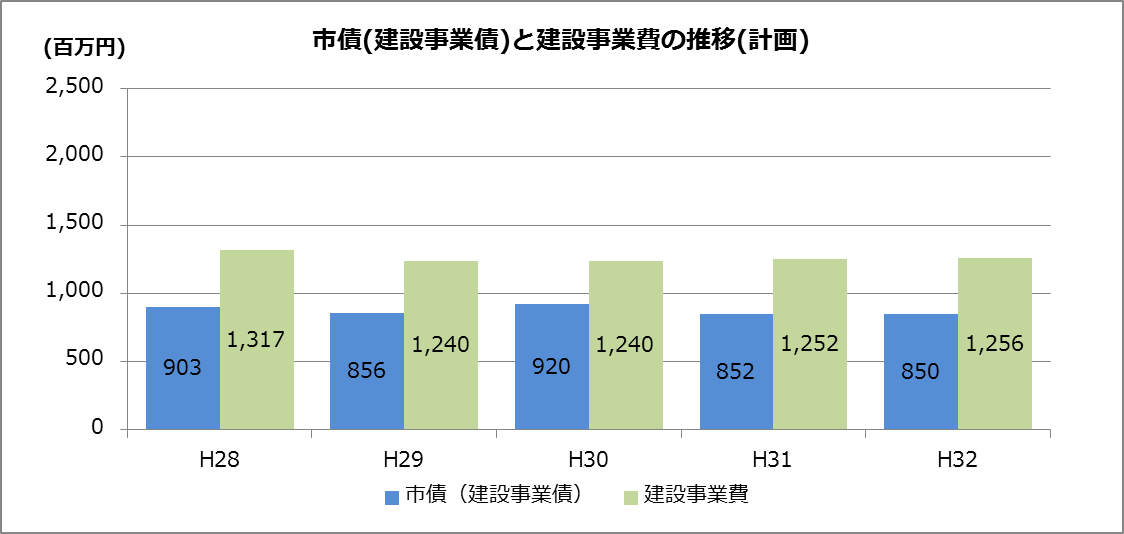 市債(建設事業債)と建設事業費の推移(計画)
(百万円)
2,500
2,000
1,500
1,000
500
0
903
1,317
856
1,240
920
1,240
852
1,252
850
1,256
H28
H29
H30
H31
H32
市債（建設事業債）
建設事業費